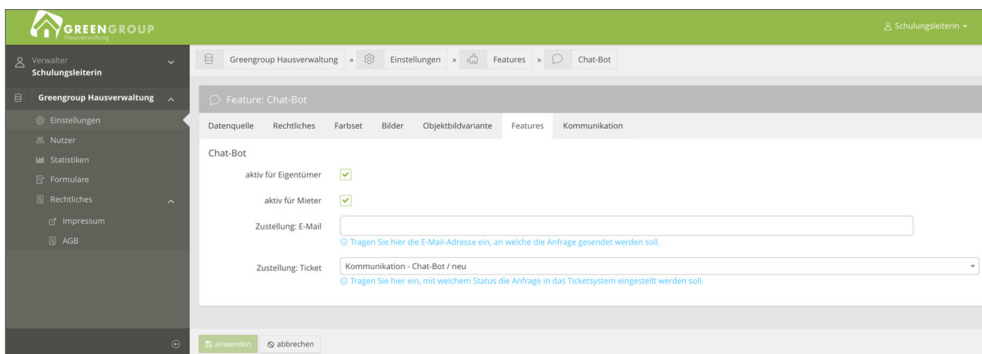 GREENGROUP
Hausverwaltung
Schulungsleiterin
Verwalter
Schulungsleiterin
Greengroup Hausverwaltung
Einstellungen
Nutzer
Statistiken
Formulare
Rechtliches
Impressum
AGB
Greengroup Hausverwaltung » Einstellungen » Features » Chat-Bot
Feature: Chat-Bot
Datenquelle Rechtliches Farbset Bilder Objektbildvariante Features Kommunikation
Chat-Bot
aktiv für Eigentümer
aktiv für Mieter
Zustellung: E-Mail
Tragen Sie hier die E-Mail-Adresse ein, an welche die Anfrage gesendet werden soll.
Zustellung: Ticket Kommunikation - Chat-Bot / neu
Tragen Sie hier ein, mit welchem Status die Anfrage in das Ticketsystem eingestellt werden soll.
anwenden abbrechen